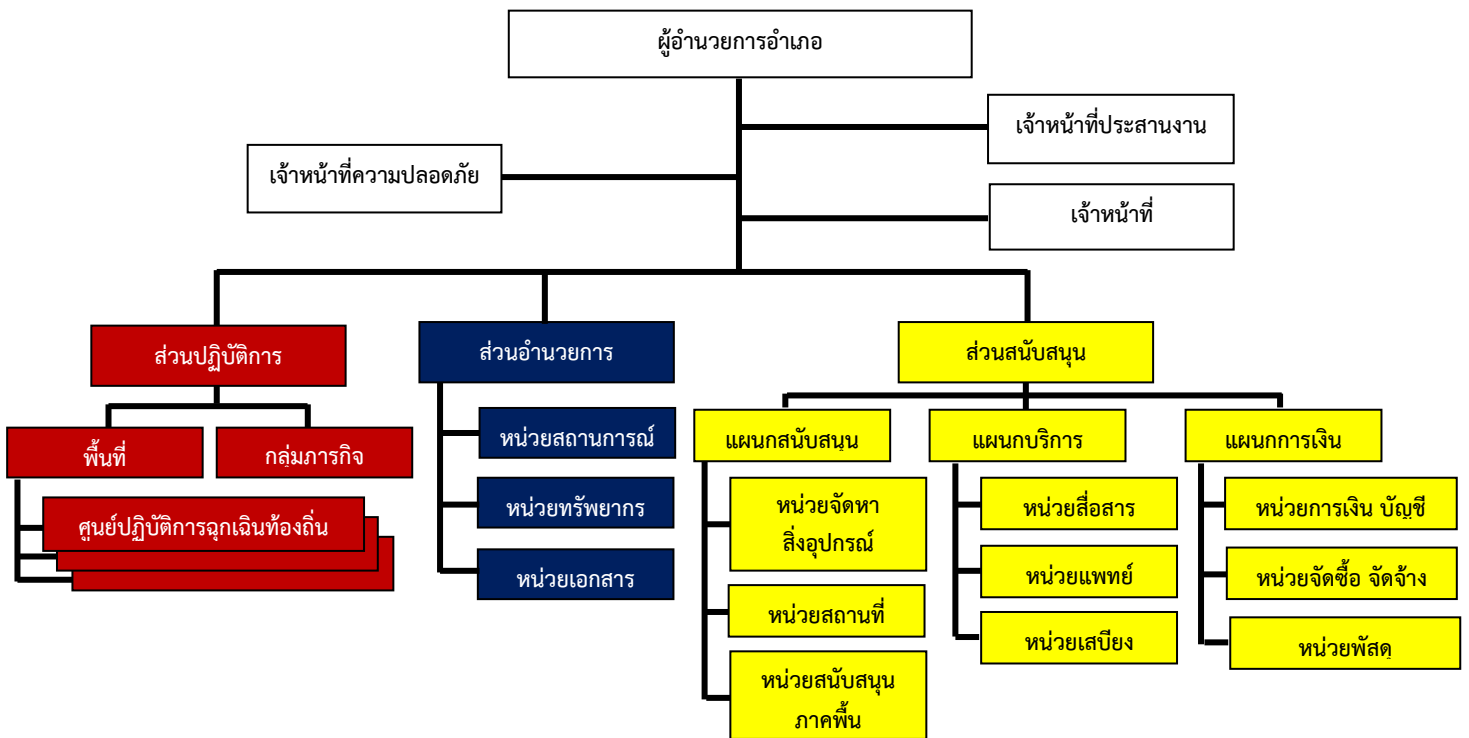 ผู้อำนวยการอำเภอ
เจ้าหน้าที่ประสานงาน
เจ้าหน้าที่ความปลอดภัย
เจ้าหน้าที่
ส่วนปฏิบัติการ
ส่วนอำนวยการ
ส่วนสนับสนุน
พื้นที่
กลุ่มภารกิจ
ศูนย์ปฏิบัติการฉุกเฉินท้องถิ่น
หน่วยสถานการณ์
หน่วยทรัพยากร
หน่วยเอกสาร
แผนกสนับสนุน
หน่วยจัดหา
สิ่งอุปกรณ์
หน่วยสถานที่
หน่วยสนับสนุน
ภาคพื้น
แผนกบริการ
หน่วยสื่อสาร
หน่วยแพทย์
หน่วยเสบียง
แผนกการเงิน
หน่วยการเงิน บัญชี
หน่วยจัดซื้อ จัดจ้าง
หน่วยพัสดุ